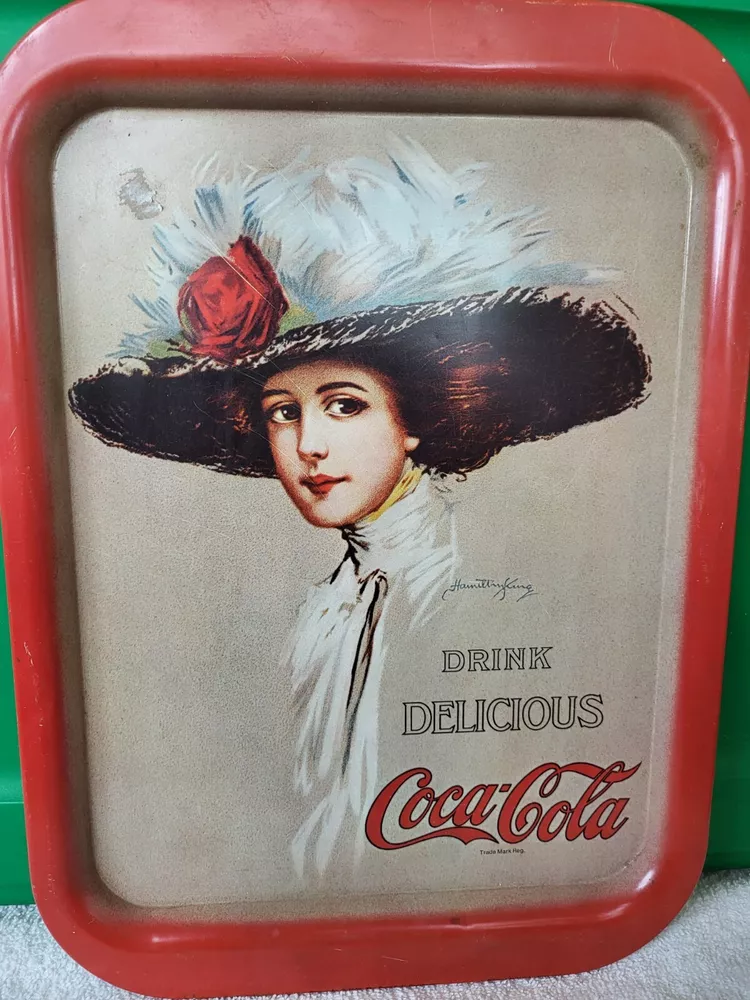 Hamilton King
DRINK
DELICIOUS
Coca-Cola
Trade Mark Reg.